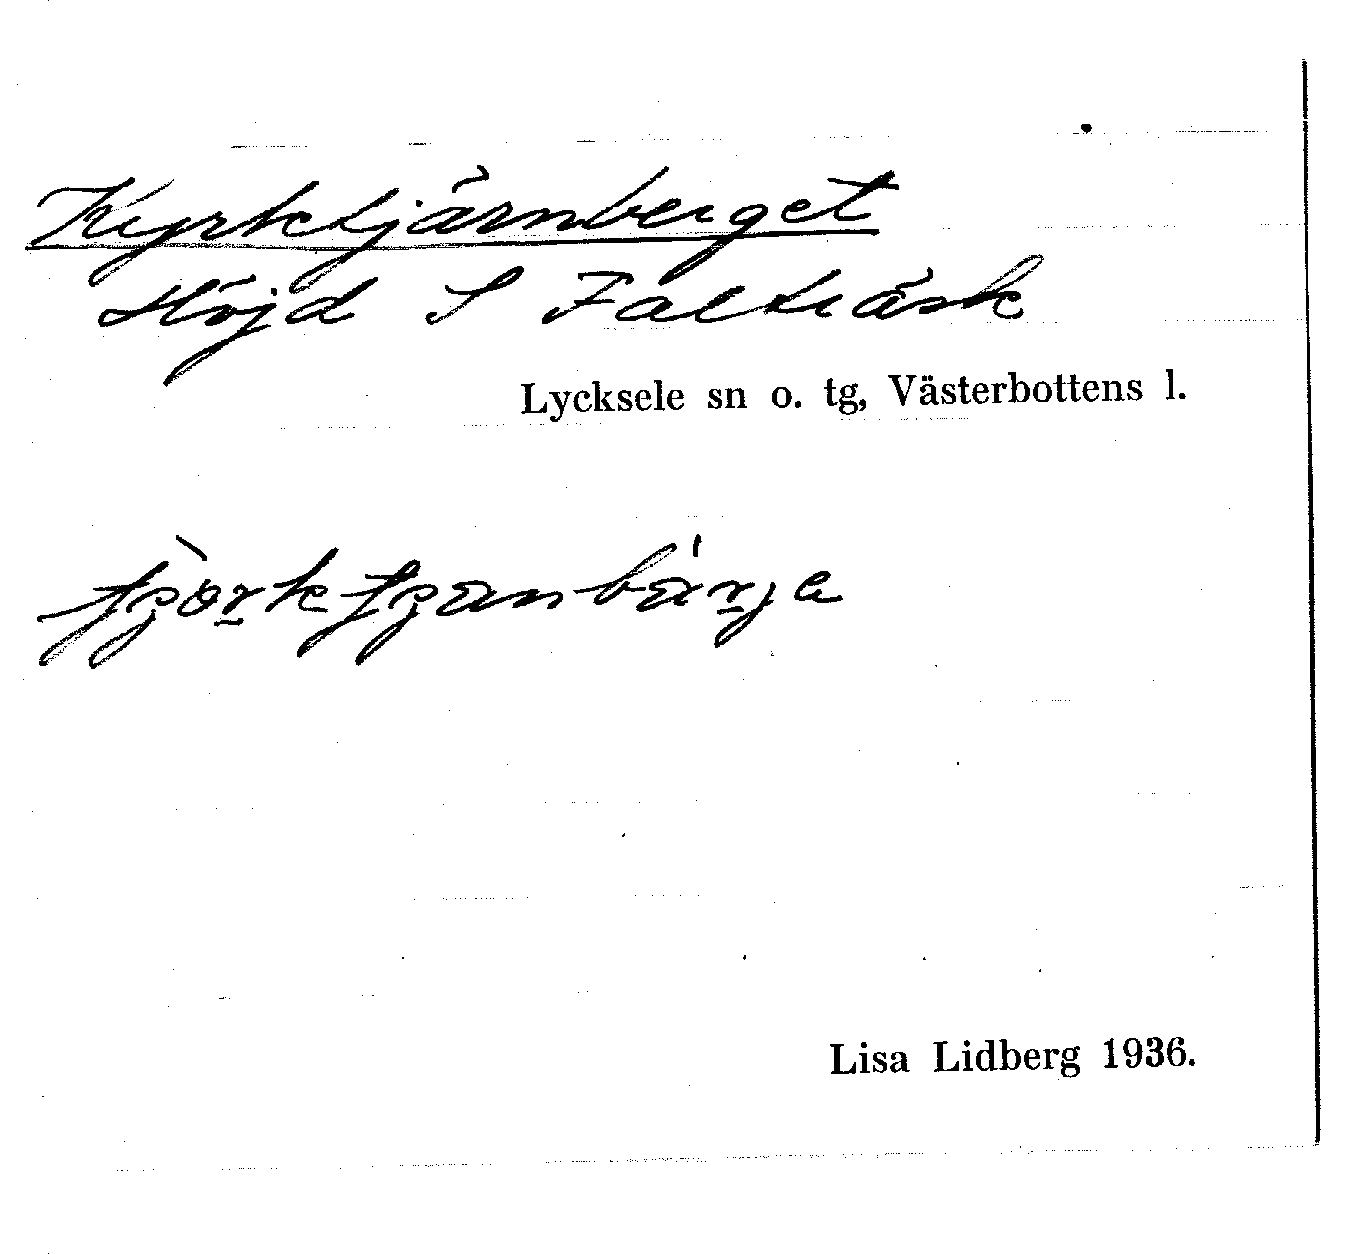 Kyrktjärnberget
Höjd S Falträsk
Lycksele sn o. tg, Västerbottens l.
Lisa Lidberg 1936.